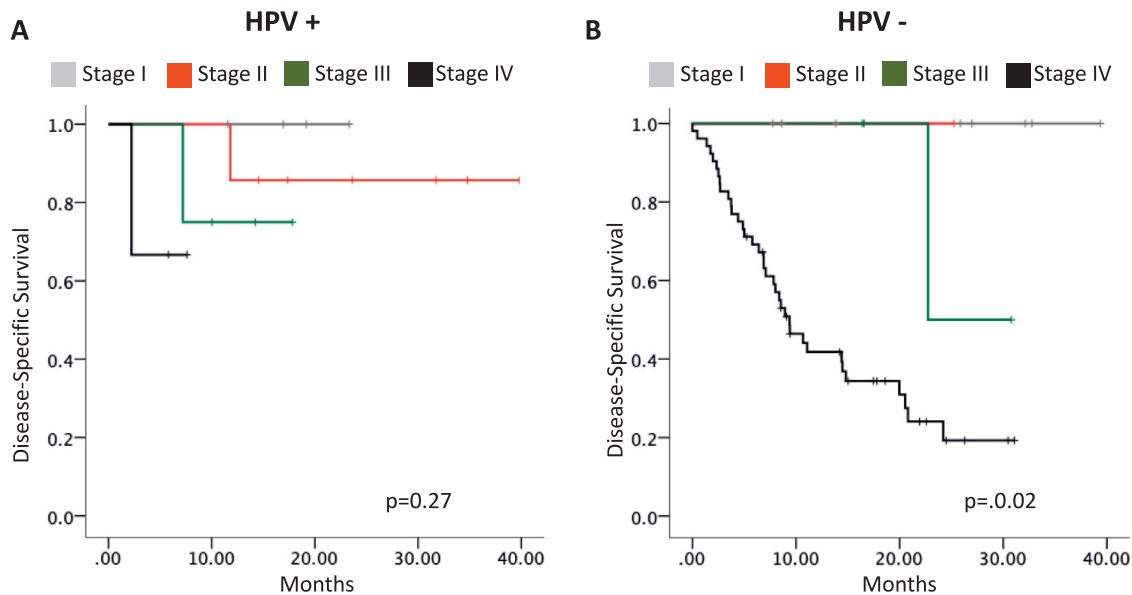 A
HPV +
Stage I
Stage II
Stage III
Stage IV
Disease-Specific Survival
1.0
0.8
0.6
0.4
0.2
0.0
p=0.27
.00
10.00
20.00
30.00
40.00
Months
B
HPV -
Stage I
Stage II
Stage III
Stage IV
Disease-Specific Survival
1.0
0.8
0.6
0.4
0.2
0.0
p=.0.02
.00
10.00
20.00
30.00
40.00
Months